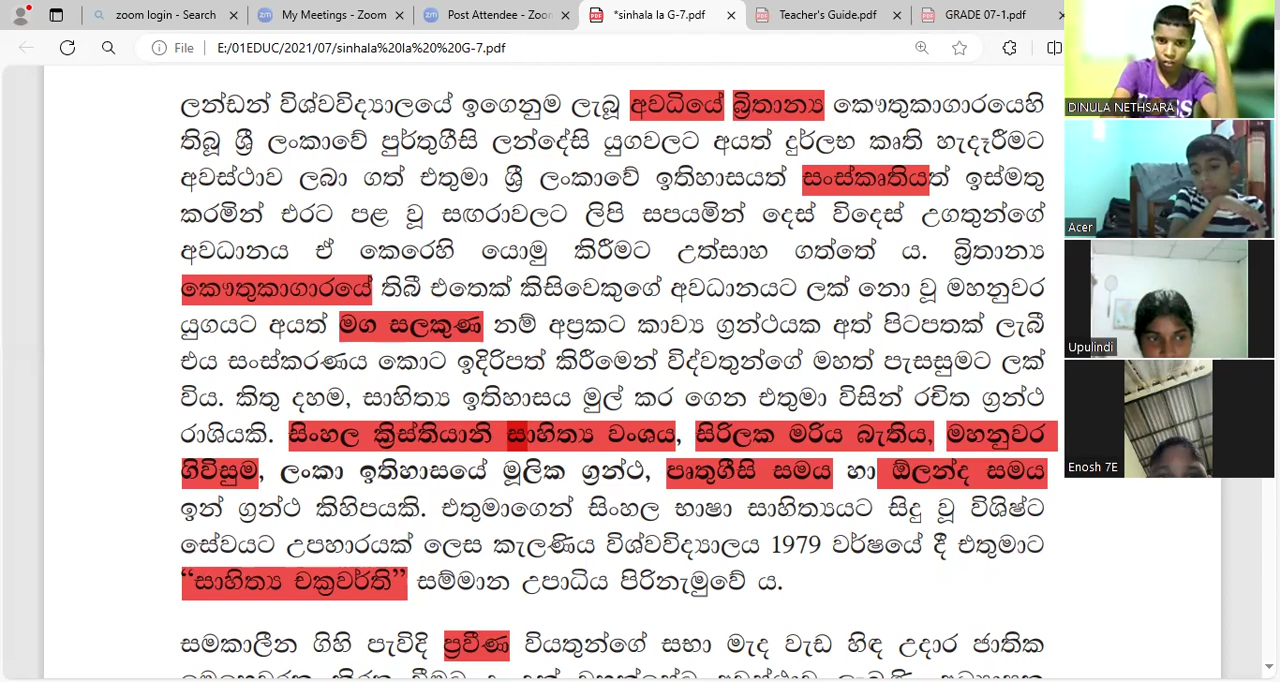 zoom login - Search
My Meetings - Zoom
Post Attendee - Zoo
*sinhala la G-7.pdf
Teacher's Guide.pdf
GRADE 07-1.pdf
File E:/01EDUC/2021/07/sinhala%20la%20%20G-7.pdf
ලන්ඩන් විශ්වවිද්‍යාලයේ ඉගෙනුම ලැබූ අවධියේ බ්‍රිතාන්‍ය කෞතුකාගාරයෙහි
තිබූ ශ්‍රී ලංකාවේ පුර්තුගීසි ලන්දේසි යුගවලට අයත් දුර්ලභ කෘති හැදෑරීමට
අවස්ථාව ලබා ගත් එතුමා ශ්‍රී ලංකාවේ ඉතිහාසයත් සංස්කෘතියත් ඉස්මතු
කරමින් එරට පළ වූ සඟරාවලට ලිපි සපයමින් දෙස් විදෙස් උගතුන්ගේ
අවධානය ඒ කෙරෙහි යොමු කිරීමට උත්සාහ ගත්තේ ය. බ්‍රිතාන්‍ය
කෞතුකාගාරයේ තිබී එතෙක් කිසිවෙකුගේ අවධානයට ලක් නො වූ මහනුවර
යුගයට අයත් මග සලකුණ නම් අප්‍රකට කාව්‍ය ග්‍රන්ථයක අත් පිටපතක් ලැබී
එය සංස්කරණය කොට ඉදිරිපත් කිරීමෙන් විද්වතුන්ගේ මහත් පැසසුමට ලක්
විය. කිතු දහම, සාහිත්‍ය ඉතිහාසය මුල් කර ගෙන එතුමා විසින් රචිත ග්‍රන්ථ
රාශියකි. සිංහල ක්‍රිස්තියානි සාහිත්‍ය වංශය, සිරිලක මරිය බැතිය, මහනුවර
ගිවිසුම, ලංකා ඉතිහාසයේ මූලික ග්‍රන්ථ, පෘතුගීසි සමය හා ඕලන්ද සමය
ඉන් ග්‍රන්ථ කිහිපයකි. එතුමාගෙන් සිංහල භාෂා සාහිත්‍යයට සිදු වූ විශිෂ්ට
සේවයට උපහාරයක් ලෙස කැලණිය විශ්වවිද්‍යාලය 1979 වර්ෂයේ දී එතුමාට
“සාහිත්‍ය චක්‍රවර්ති” සම්මාන උපාධිය පිරිනැමුවේ ය.
සමකාලීන ගිහි පැවිදි ප්‍රවීණ වියතුන්ගේ සභා මැද වැඩ හිඳ උදාර ජාතික
DINULA NETHSARA
Acer
Upulindi
Enosh 7E